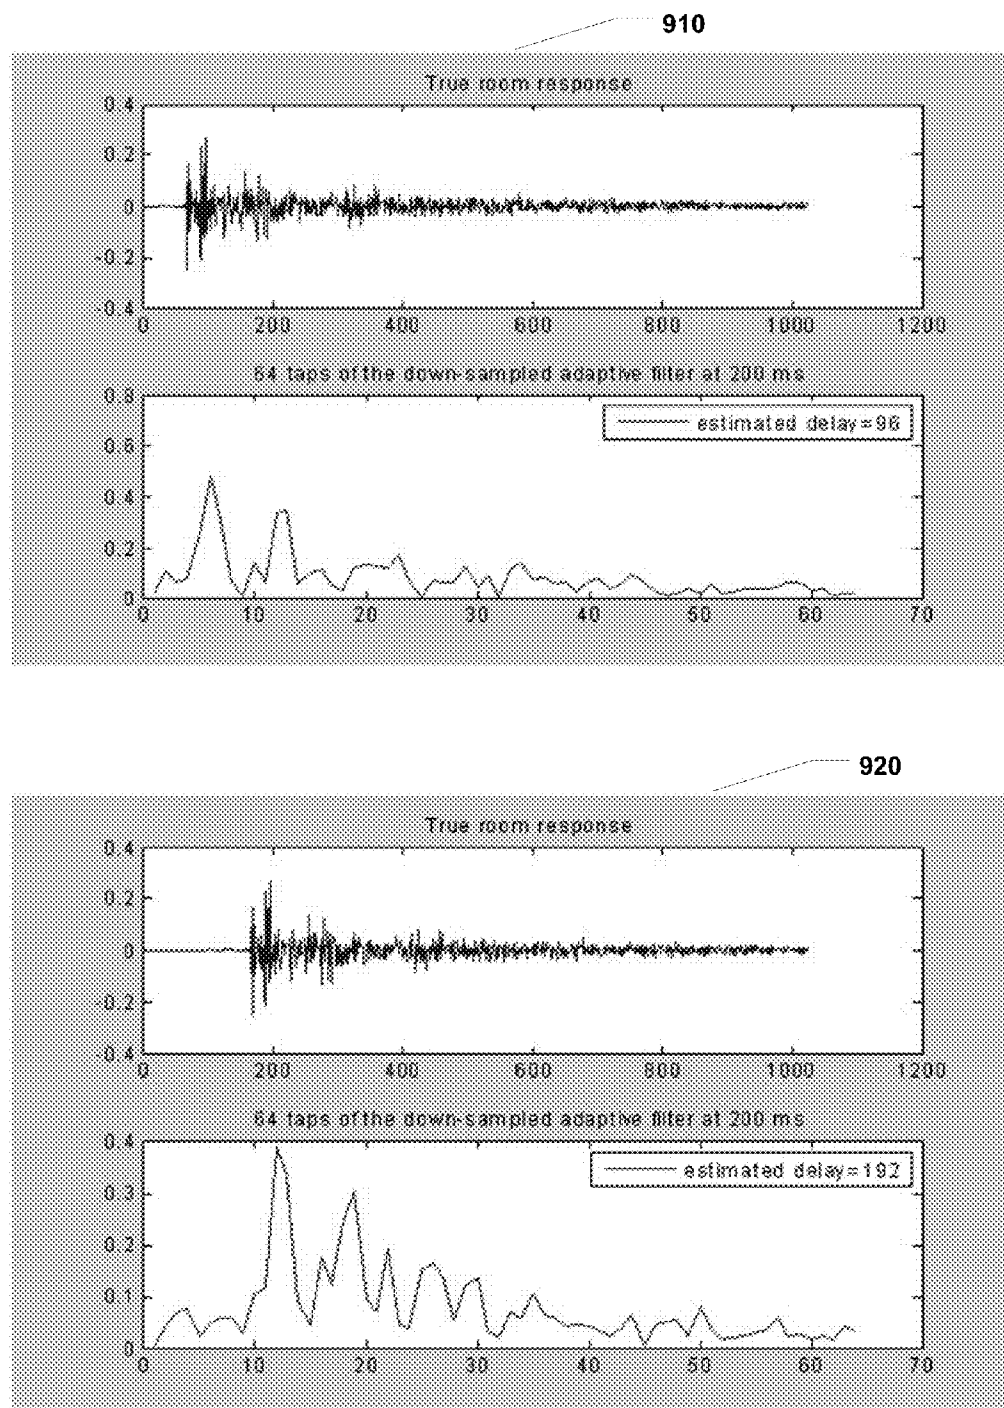 910
True room response
0.4
0.2
0
-0.2
0.4
0 200 400 600 800 1000 1200
64 taps of the down-sampled adaptive filter at 200 ms
0.8
0.6
0.4
0.2
0
estimated delay=96
0 10 20 30 40 50 60 70
920
True room response
0.4
0.2
0
-0.2
0.4
0 200 400 600 800 1000 1200
64 taps of the down-sampled adaptive filter at 200 ms
0.4
0.3
0.2
0.1
0
estimated delay=192
0 10 20 30 40 50 60 70